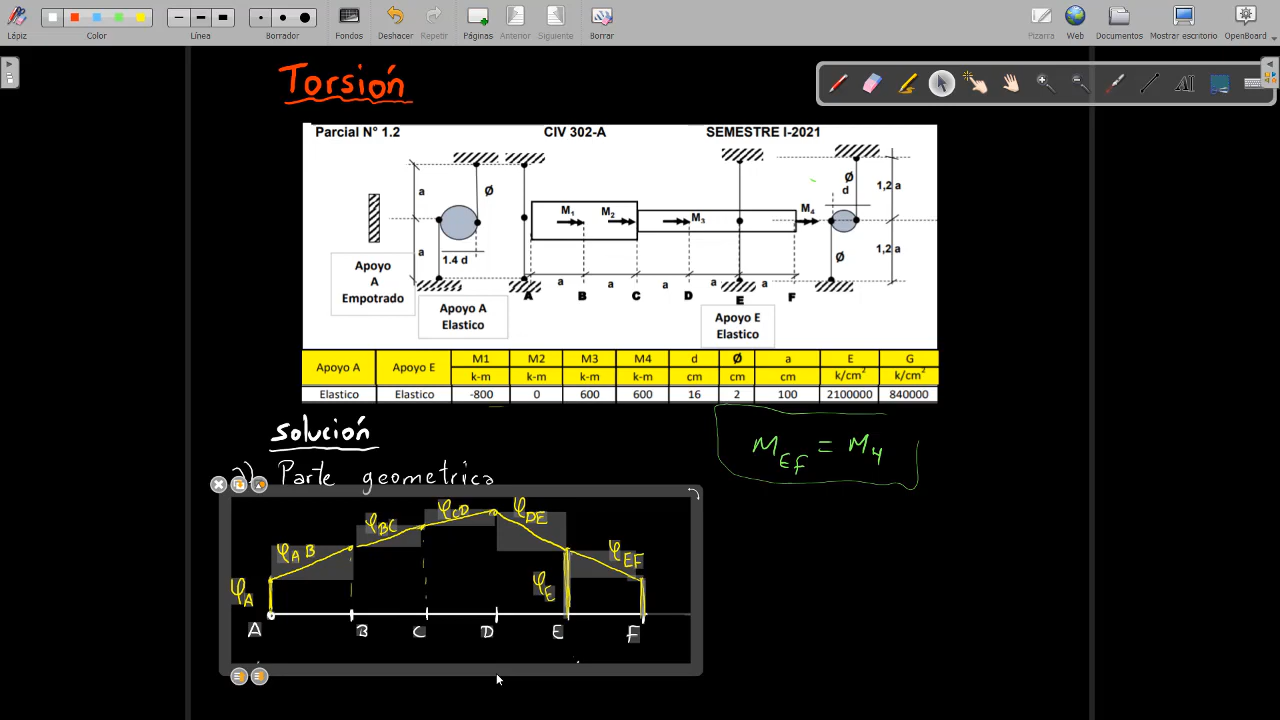 Lápiz
Color
Línea
Borrador
Fondos
Deshacer
Repetir
Páginas
Anterior
Siguiente
Borrar
Pizarra
Web
Documentos
Mostrar escritorio
OpenBoard
Torsión
Parcial N° 1.2 CIV 302-A SEMESTRE I-2021
a
Ø
a
1.4 d
Apoyo
A
Empotrado
Apoyo A
Elastico
M1
M2
M3
M4
a a a a a
A B C D E F
Apoyo E
Elastico
Ø
d
1,2 a
Ø
1,2 a
Apoyo A Apoyo E M1 M2 M3 M4 d Ø a E G
k-m k-m k-m k-m cm cm cm k/cm2 k/cm2
Elastico Elastico -800 0 600 600 16 2 100 2100000 840000
Solución
MEf = M4
a) Parte geometrica
φA φAB φBC φCD φDE φE φEF
A B C D E F